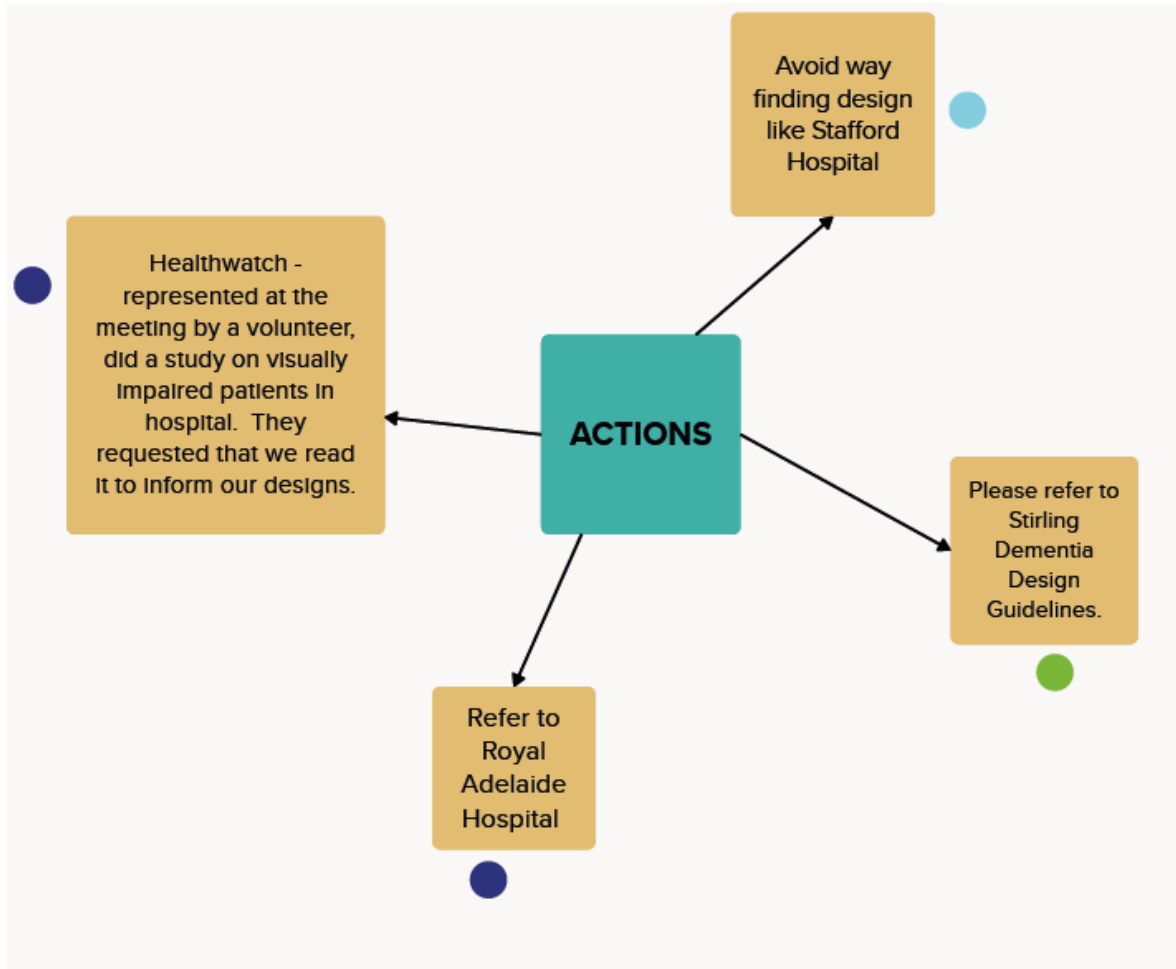 Avoid way
finding design
like Stafford
Hospital
Healthwatch -
represented at the
meeting by a volunteer,
did a study on visually
impaired patients in
hospital.  They
requested that we read
it to inform our designs.
ACTIONS
Please refer to
Stirling
Dementia
Design
Guidelines.
Refer to
Royal
Adelaide
Hospital